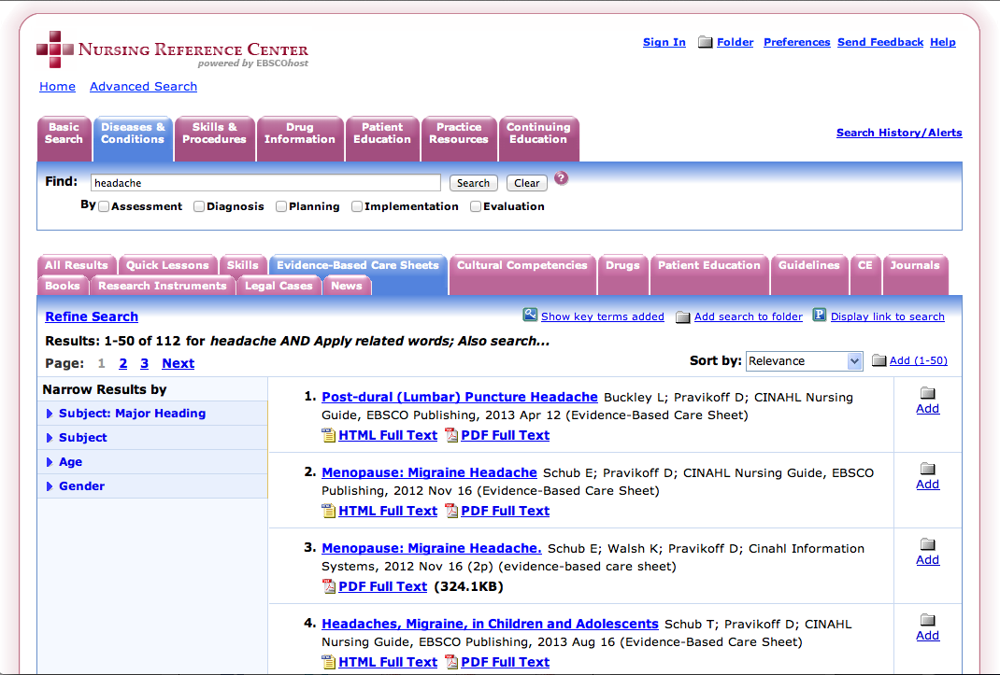 NURSING REFERENCE CENTER
powered by EBSCOhost
Sign In Folder Preferences Send Feedback Help
Home Advanced Search
Basic Search
Diseases & Conditions
Skills & Procedures
Drug Information
Patient Education
Practice Resources
Continuing Education
Search History/Alerts
Find: headache Search Clear ?
By Assessment Diagnosis Planning Implementation Evaluation
All Results Quick Lessons Skills Evidence-Based Care Sheets Cultural Competencies Drugs Patient Education Guidelines CE Journals
Books Research Instruments Legal Cases News
Refine Search
Show key terms added Add search to folder P Display link to search
Results: 1-50 of 112 for headache AND Apply related words; Also search...
Page: 1 2 3 Next
Sort by: Relevance Add (1-50)
Narrow Results by
Subject: Major Heading
Subject
Age
Gender
1. Post-dural (Lumbar) Puncture Headache Buckley L; Pravikoff D; CINAHL Nursing
Guide, EBSCO Publishing, 2013 Apr 12 (Evidence-Based Care Sheet)
HTML Full Text PDF Full Text
Add
2. Menopause: Migraine Headache Schub E; Pravikoff D; CINAHL Nursing Guide, EBSCO
Publishing, 2012 Nov 16 (Evidence-Based Care Sheet)
HTML Full Text PDF Full Text
Add
3. Menopause: Migraine Headache. Schub E; Walsh K; Pravikoff D; Cinahl Information
Systems, 2012 Nov 16 (2p) (evidence-based care sheet)
PDF Full Text (324.1KB)
Add
4. Headaches, Migraine, in Children and Adolescents Schub T; Pravikoff D; CINAHL
Nursing Guide, EBSCO Publishing, 2013 Aug 16 (Evidence-Based Care Sheet)
HTML Full Text PDF Full Text
Add